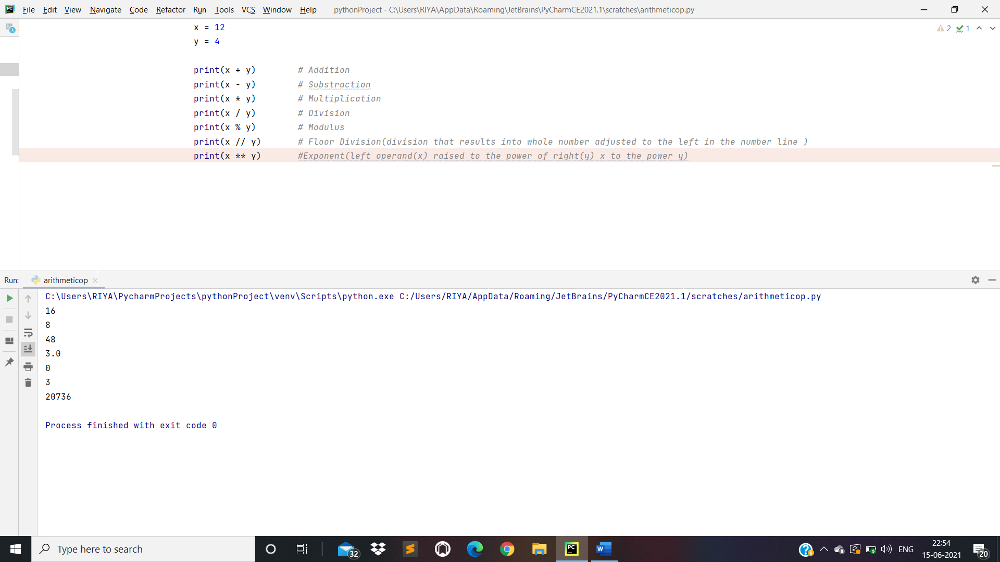 PC File Edit View Navigate Code Refactor Run Tools VCS Window Help pythonProject - C:\Users\RIYA\AppData\Roaming\JetBrains\PyCharmCE2021.1\scratches\arithmeticop.py
x = 12 2 1
y = 4
print(x + y) # Addition
print(x - y) # Substraction
print(x * y) # Multiplication
print(x / y) # Division
print(x % y) # Modulus
print(x // y) # Floor Division(division that results into whole number adjusted to the left in the number line )
print(x ** y) #Exponent(left operand(x) raised to the power of right(y) x to the power y)
Run: arithmeticop
C:\Users\RIYA\PycharmProjects\pythonProject\venv\Scripts\python.exe C:/Users/RIYA/AppData/Roaming/JetBrains/PyCharmCE2021.1/scratches/arithmeticop.py
16
8
48
3.0
0
3
20736
Process finished with exit code 0
Type here to search 32 PC W ENG 22:54
15-06-2021 20